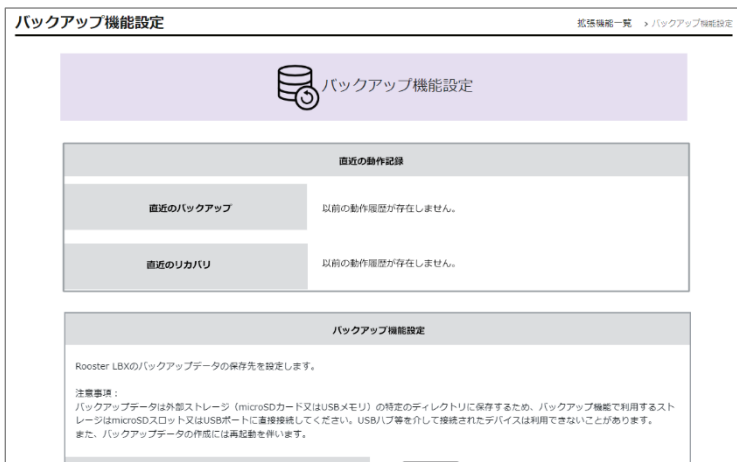 バックアップ機能設定
拡張機能一覧 › バックアップ機能設定
バックアップ機能設定
直近の動作記録
直近のバックアップ 以前の動作履歴が存在しません。
直近のリカバリ 以前の動作履歴が存在しません。
バックアップ機能設定
Rooster LBXのバックアップデータの保存先を設定します。
注意事項：
バックアップデータは外部ストレージ（microSDカード又はUSBメモリ）の特定のディレクトリに保存するため、バックアップ機能で利用するスト
レージはmicroSDスロット又はUSBポートに直接接続してください。USBハブ等を介して接続されたデバイスは利用できないことがあります。
また、バックアップデータの作成には再起動を伴います。